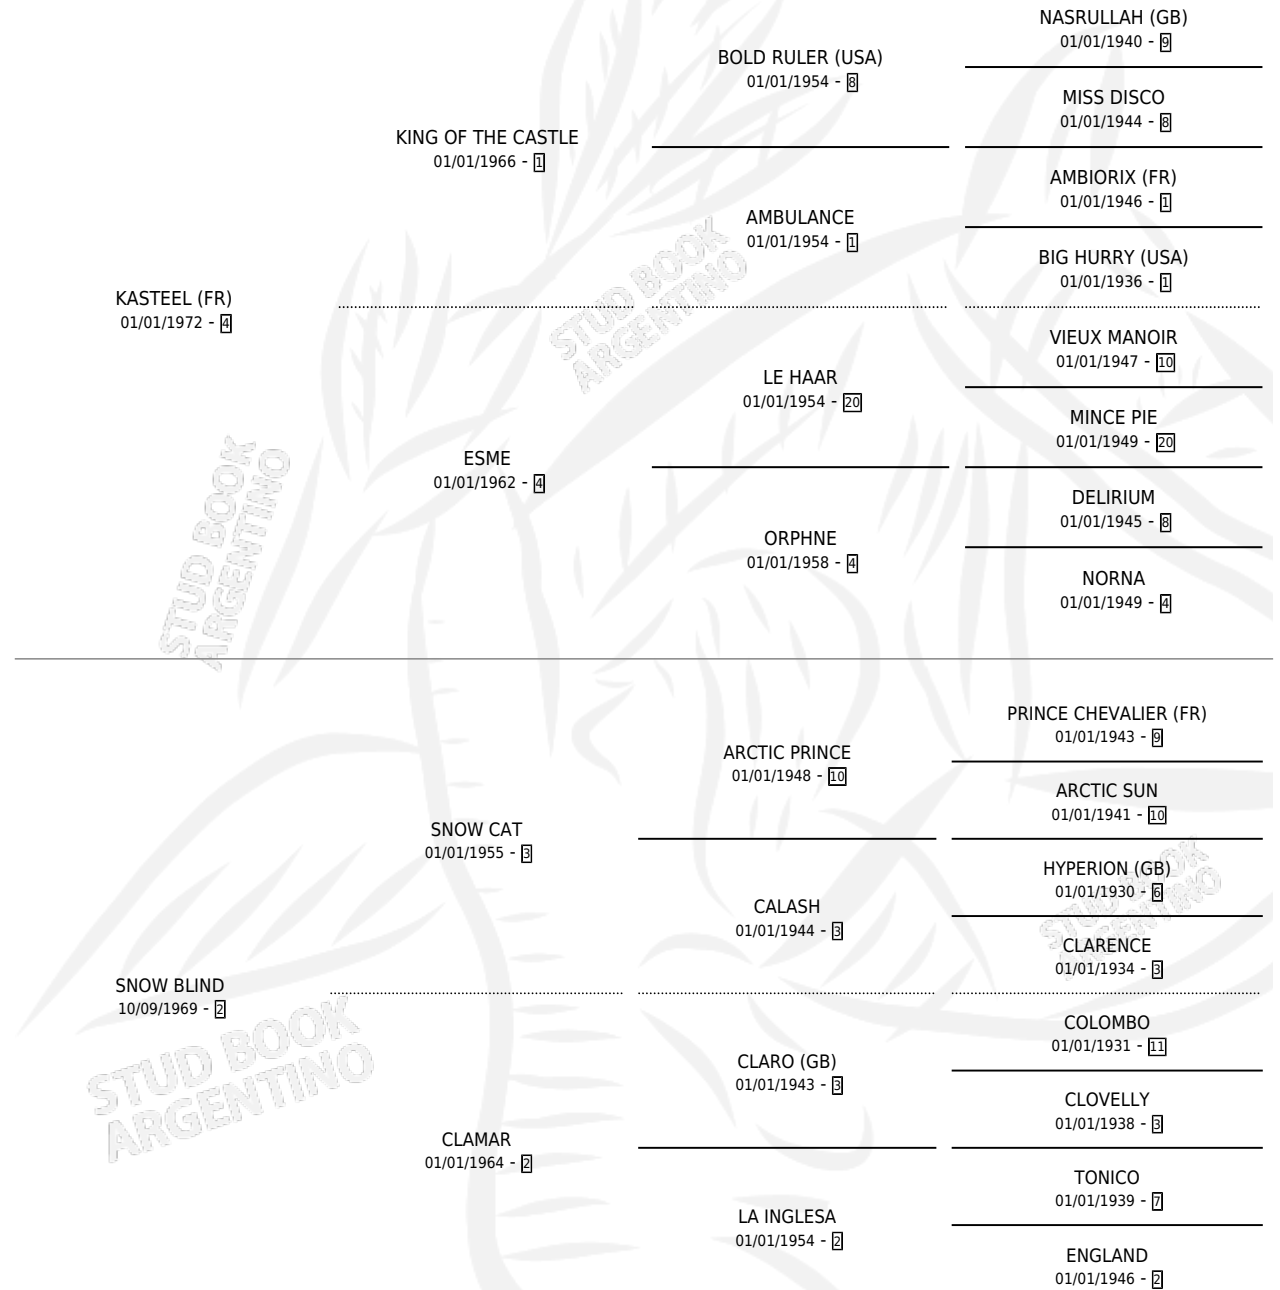 NASRULLAH (GB)
01/01/1940 - 9
BOLD RULER (USA)
01/01/1954 - 8
MISS DISCO
01/01/1944 - 8
KING OF THE CASTLE
01/01/1966 - 1
AMBIORIX (FR)
01/01/1946 - 1
AMBULANCE
01/01/1954 - 1
BIG HURRY (USA)
01/01/1936 - 1
KASTEEL (FR)
01/01/1972 - 4
VIEUX MANOIR
01/01/1947 - 10
LE HAAR
01/01/1954 - 20
MINCE PIE
01/01/1949 - 20
ESME
01/01/1962 - 4
DELIRIUM
01/01/1945 - 8
ORPHNE
01/01/1958 - 4
NORNA
01/01/1949 - 4
STUD BOOK
ARGENTINO
STUD BOOK
ARGENTINO
PRINCE CHEVALIER (FR)
01/01/1943 - 9
ARCTIC PRINCE
01/01/1948 - 10
ARCTIC SUN
01/01/1941 - 10
SNOW CAT
01/01/1955 - 3
HYPERION (GB)
01/01/1930 - 6
CALASH
01/01/1944 - 3
CLARENCE
01/01/1934 - 3
SNOW BLIND
10/09/1969 - 2
COLOMBO
01/01/1931 - 11
CLARO (GB)
01/01/1943 - 3
CLOVELLY
01/01/1938 - 3
CLAMAR
01/01/1964 - 2
TONICO
01/01/1939 - 7
LA INGLESA
01/01/1954 - 2
ENGLAND
01/01/1946 - 2
STUD BOOK
ARGENTINO
STUD BOOK
ARGENTINO